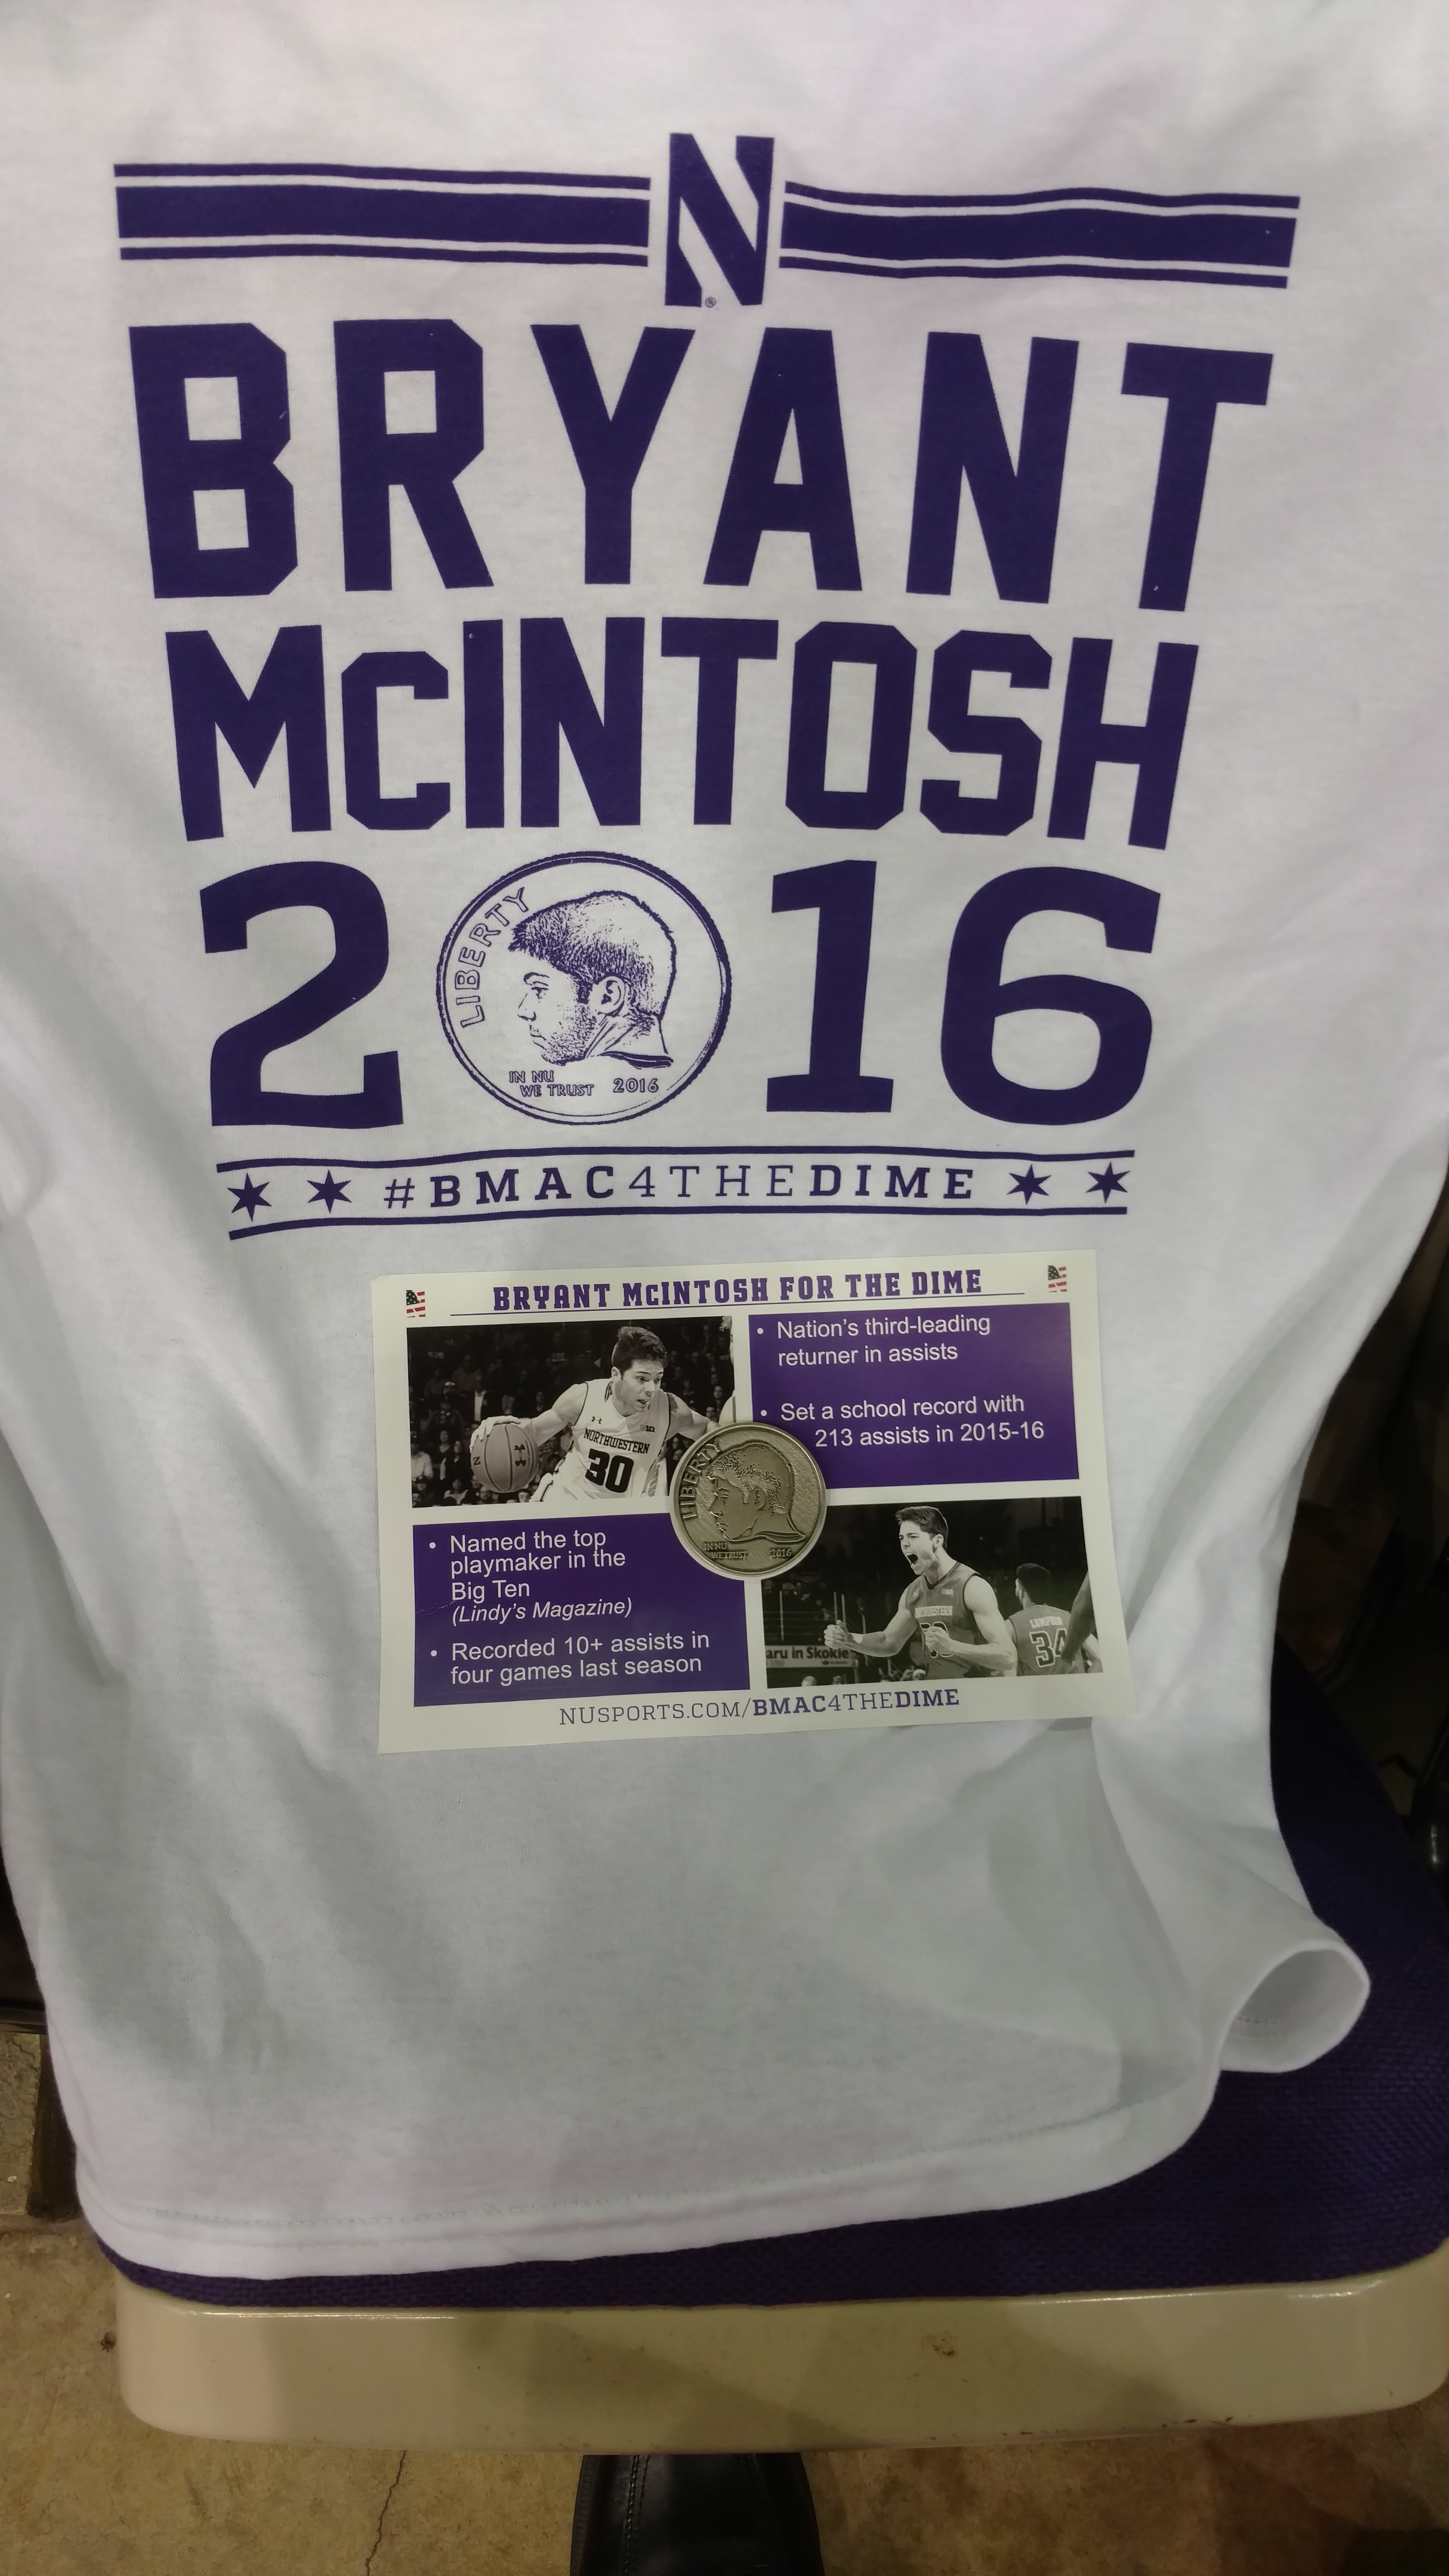 N
®
BRYANT
McINTOSH
2 16
LIBERTY
IN NU
WE TRUST 2016
#BMAC4THEDIME
BRYANT McINTOSH FOR THE DIME
NORTHWESTERN
30
• Nation's third-leading
returner in assists
• Set a school record with
213 assists in 2015-16
LIBERTY
IN NU
WE TRUST 2016
• Named the top
playmaker in the
Big Ten
(Lindy's Magazine)
• Recorded 10+ assists in
four games last season
34
aru in Skokie
NUSPORTS.COM/BMAC4THEDIME